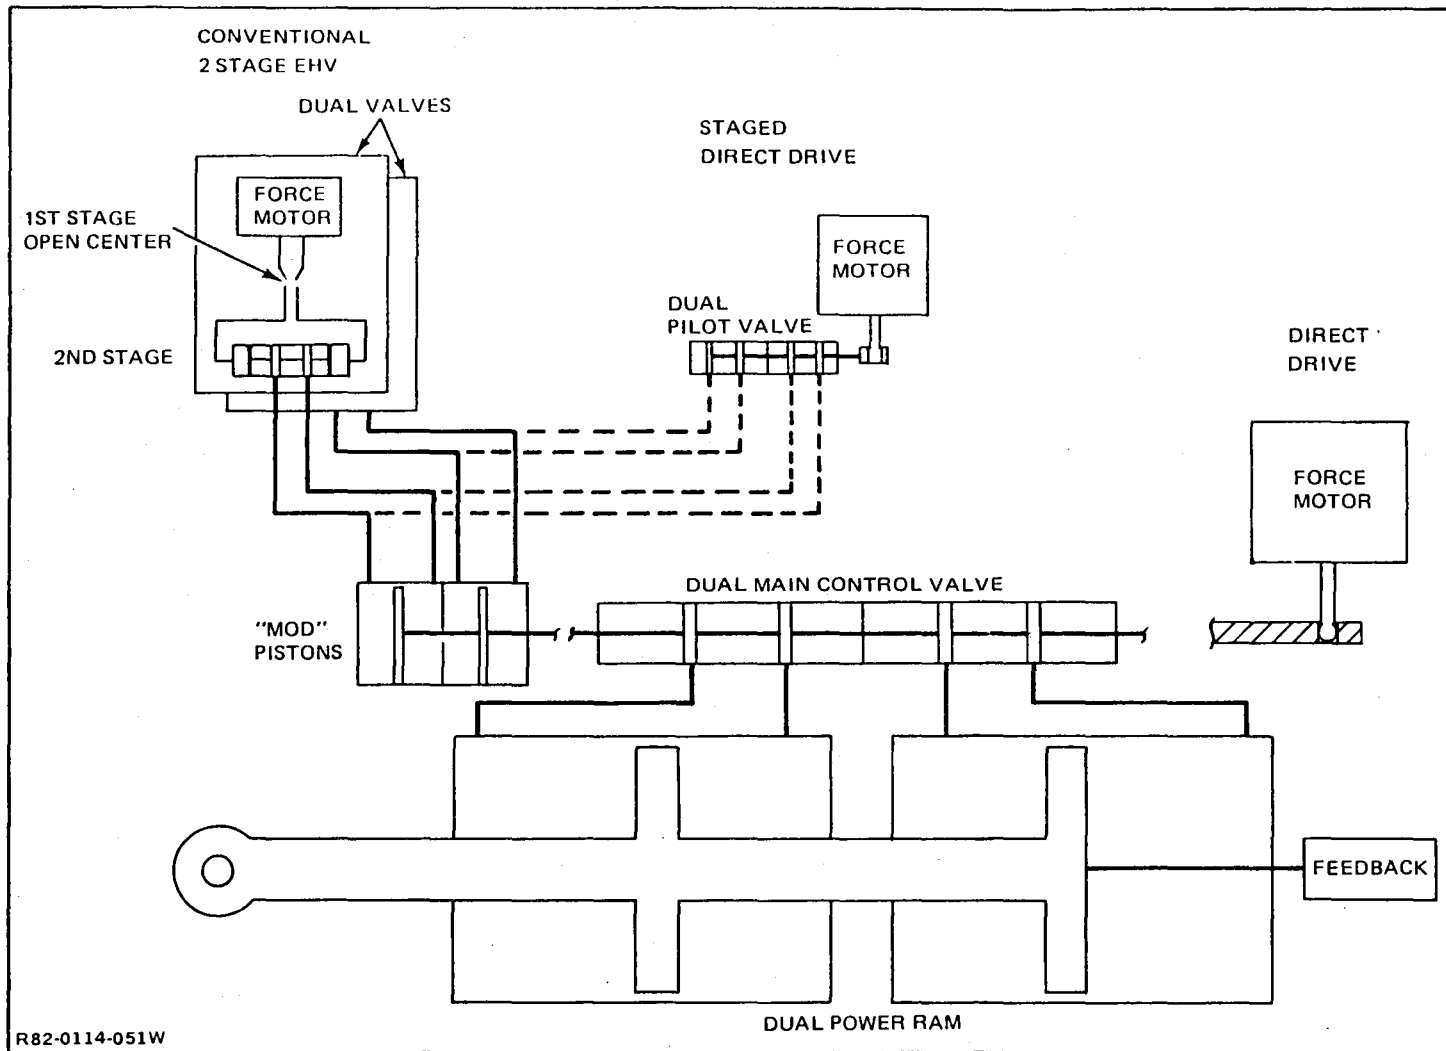 CONVENTIONAL
2 STAGE EHV
DUAL VALVES
FORCE
MOTOR
1ST STAGE
OPEN CENTER
2ND STAGE
STAGED
DIRECT DRIVE
FORCE
MOTOR
DUAL
PILOT VALVE
DIRECT
DRIVE
FORCE
MOTOR
"MOD"
PISTONS
DUAL MAIN CONTROL VALVE
FEEDBACK
DUAL POWER RAM
R82-0114-051W